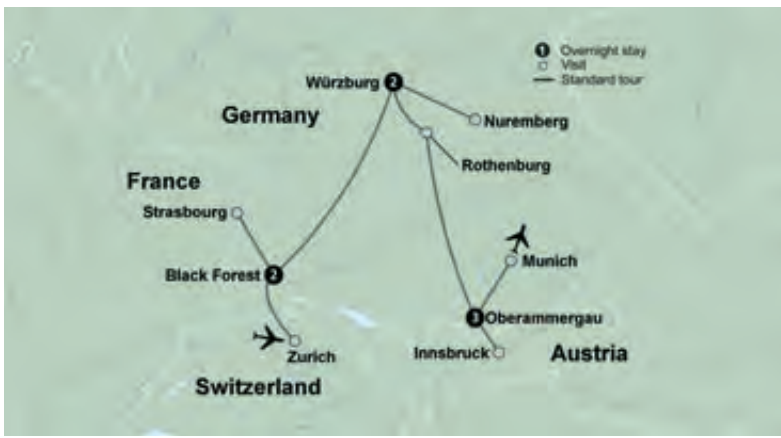 1 Overnight stay
Visit
Standard tour
Würzburg 2
Germany
Nuremberg
Rothenburg
France
Strasbourg
Munich
Black Forest 2
3 Oberammergau
Zurich
Innsbruck
Austria
Switzerland